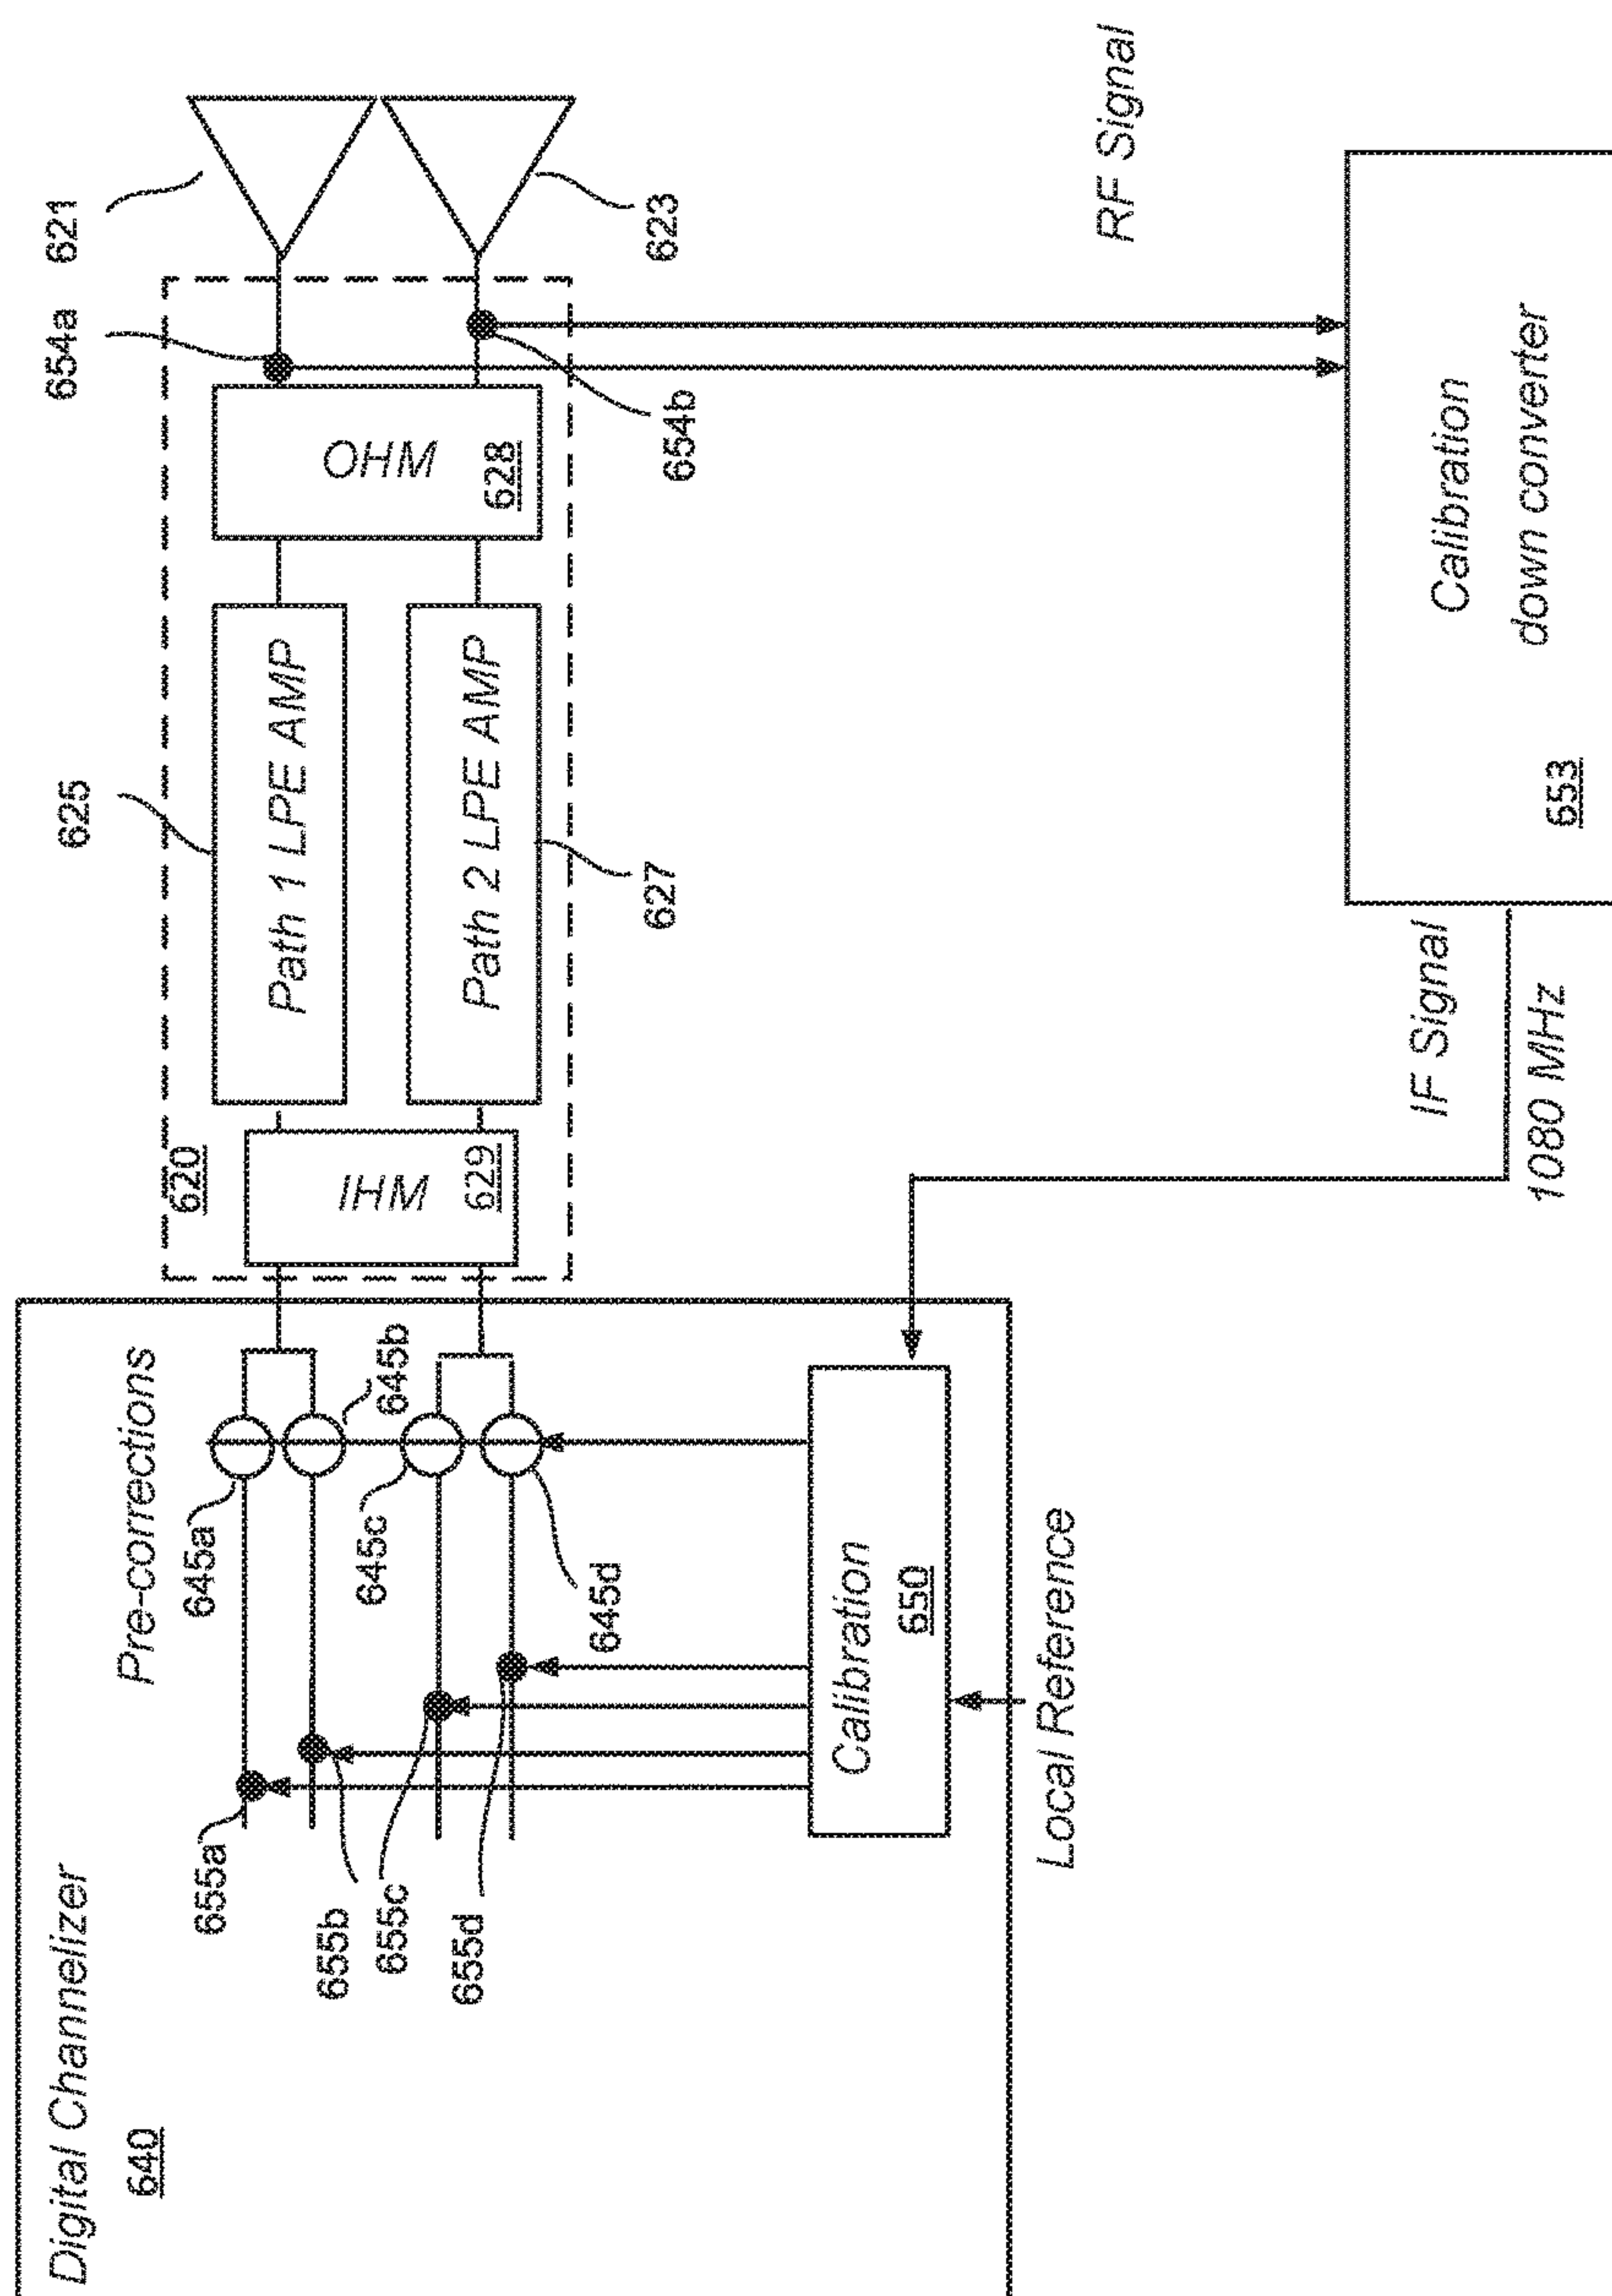 Digital Channelizer
640
Pre-corrections
645a
645b
645c
645d
655a
655b
655c
655d
Calibration
650
Local Reference
620
IHM
629
625
Path 1 LPE AMP
Path 2 LPE AMP
627
OHM
628
654a
654b
621
623
RF Signal
Calibration
down converter
653
IF Signal
1080 MHz